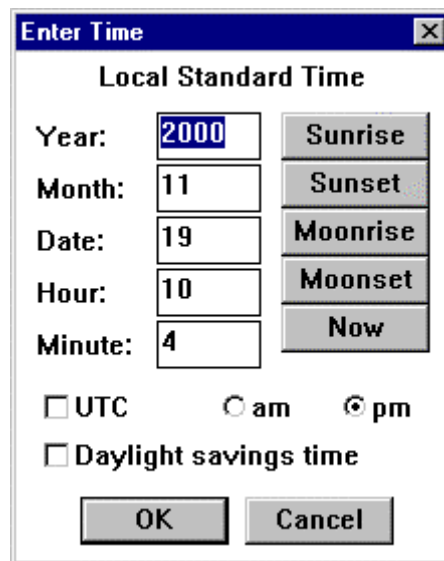 Enter Time
Local Standard Time
Year: 2000 Sunrise
Month: 11 Sunset
Date: 19 Moonrise
Hour: 10 Moonset
Minute: 4 Now
UTC am pm
Daylight savings time
OK Cancel